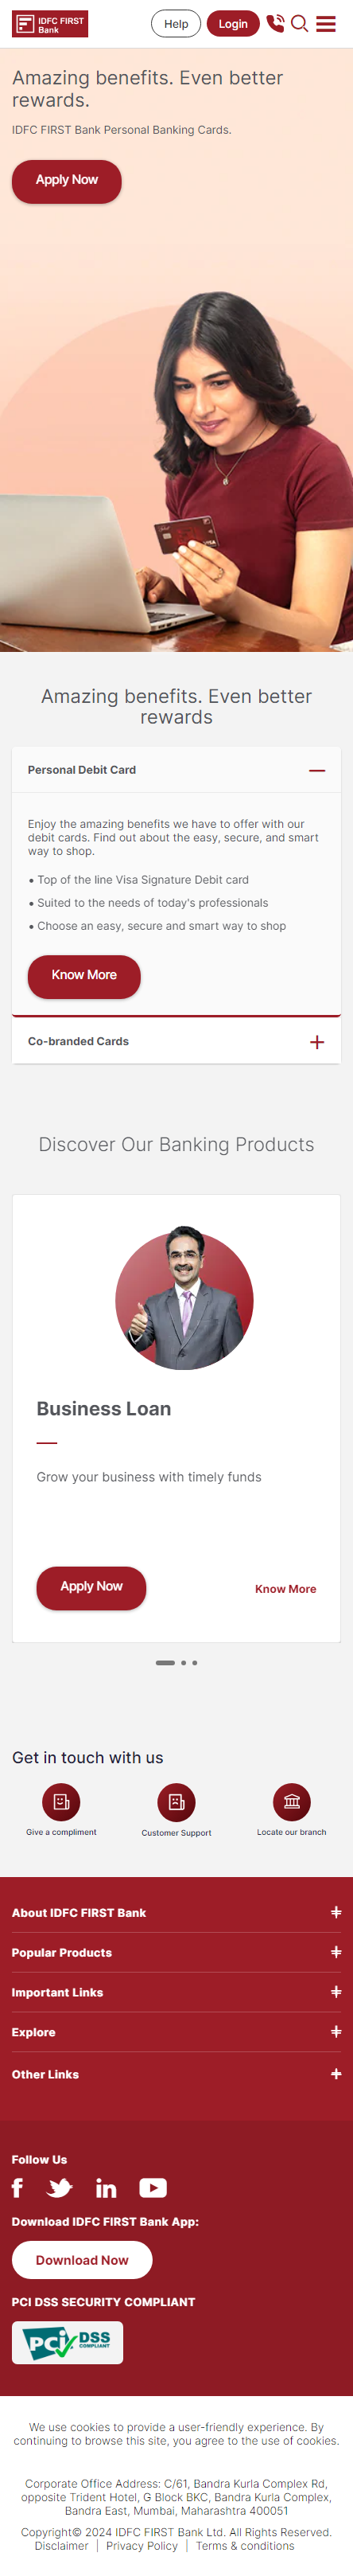 IDFC FIRST
Bank
Help
Login
Amazing benefits. Even better
rewards.
IDFC FIRST Bank Personal Banking Cards.
Apply Now
Amazing benefits. Even better
rewards
Personal Debit Card
Enjoy the amazing benefits we have to offer with our
debit cards. Find out about the easy, secure, and smart
way to shop.
• Top of the line Visa Signature Debit card
• Suited to the needs of today's professionals
• Choose an easy, secure and smart way to shop
Know More
Co-branded Cards
Discover Our Banking Products
Business Loan
Grow your business with timely funds
Apply Now
Know More
Get in touch with us
Give a compliment
Customer Support
Locate our branch
About IDFC FIRST Bank
Popular Products
Important Links
Explore
Other Links
Follow Us
Download IDFC FIRST Bank App:
Download Now
PCI DSS SECURITY COMPLIANT
PCI DSS
COMPLIANT
We use cookies to provide a user-friendly experience. By
continuing to browse this site, you agree to the use of cookies.
Corporate Office Address: C/61, Bandra Kurla Complex Rd,
opposite Trident Hotel, G Block BKC, Bandra Kurla Complex,
Bandra East, Mumbai, Maharashtra 400051
Copyright© 2024 IDFC FIRST Bank Ltd. All Rights Reserved.
Disclaimer | Privacy Policy | Terms & conditions